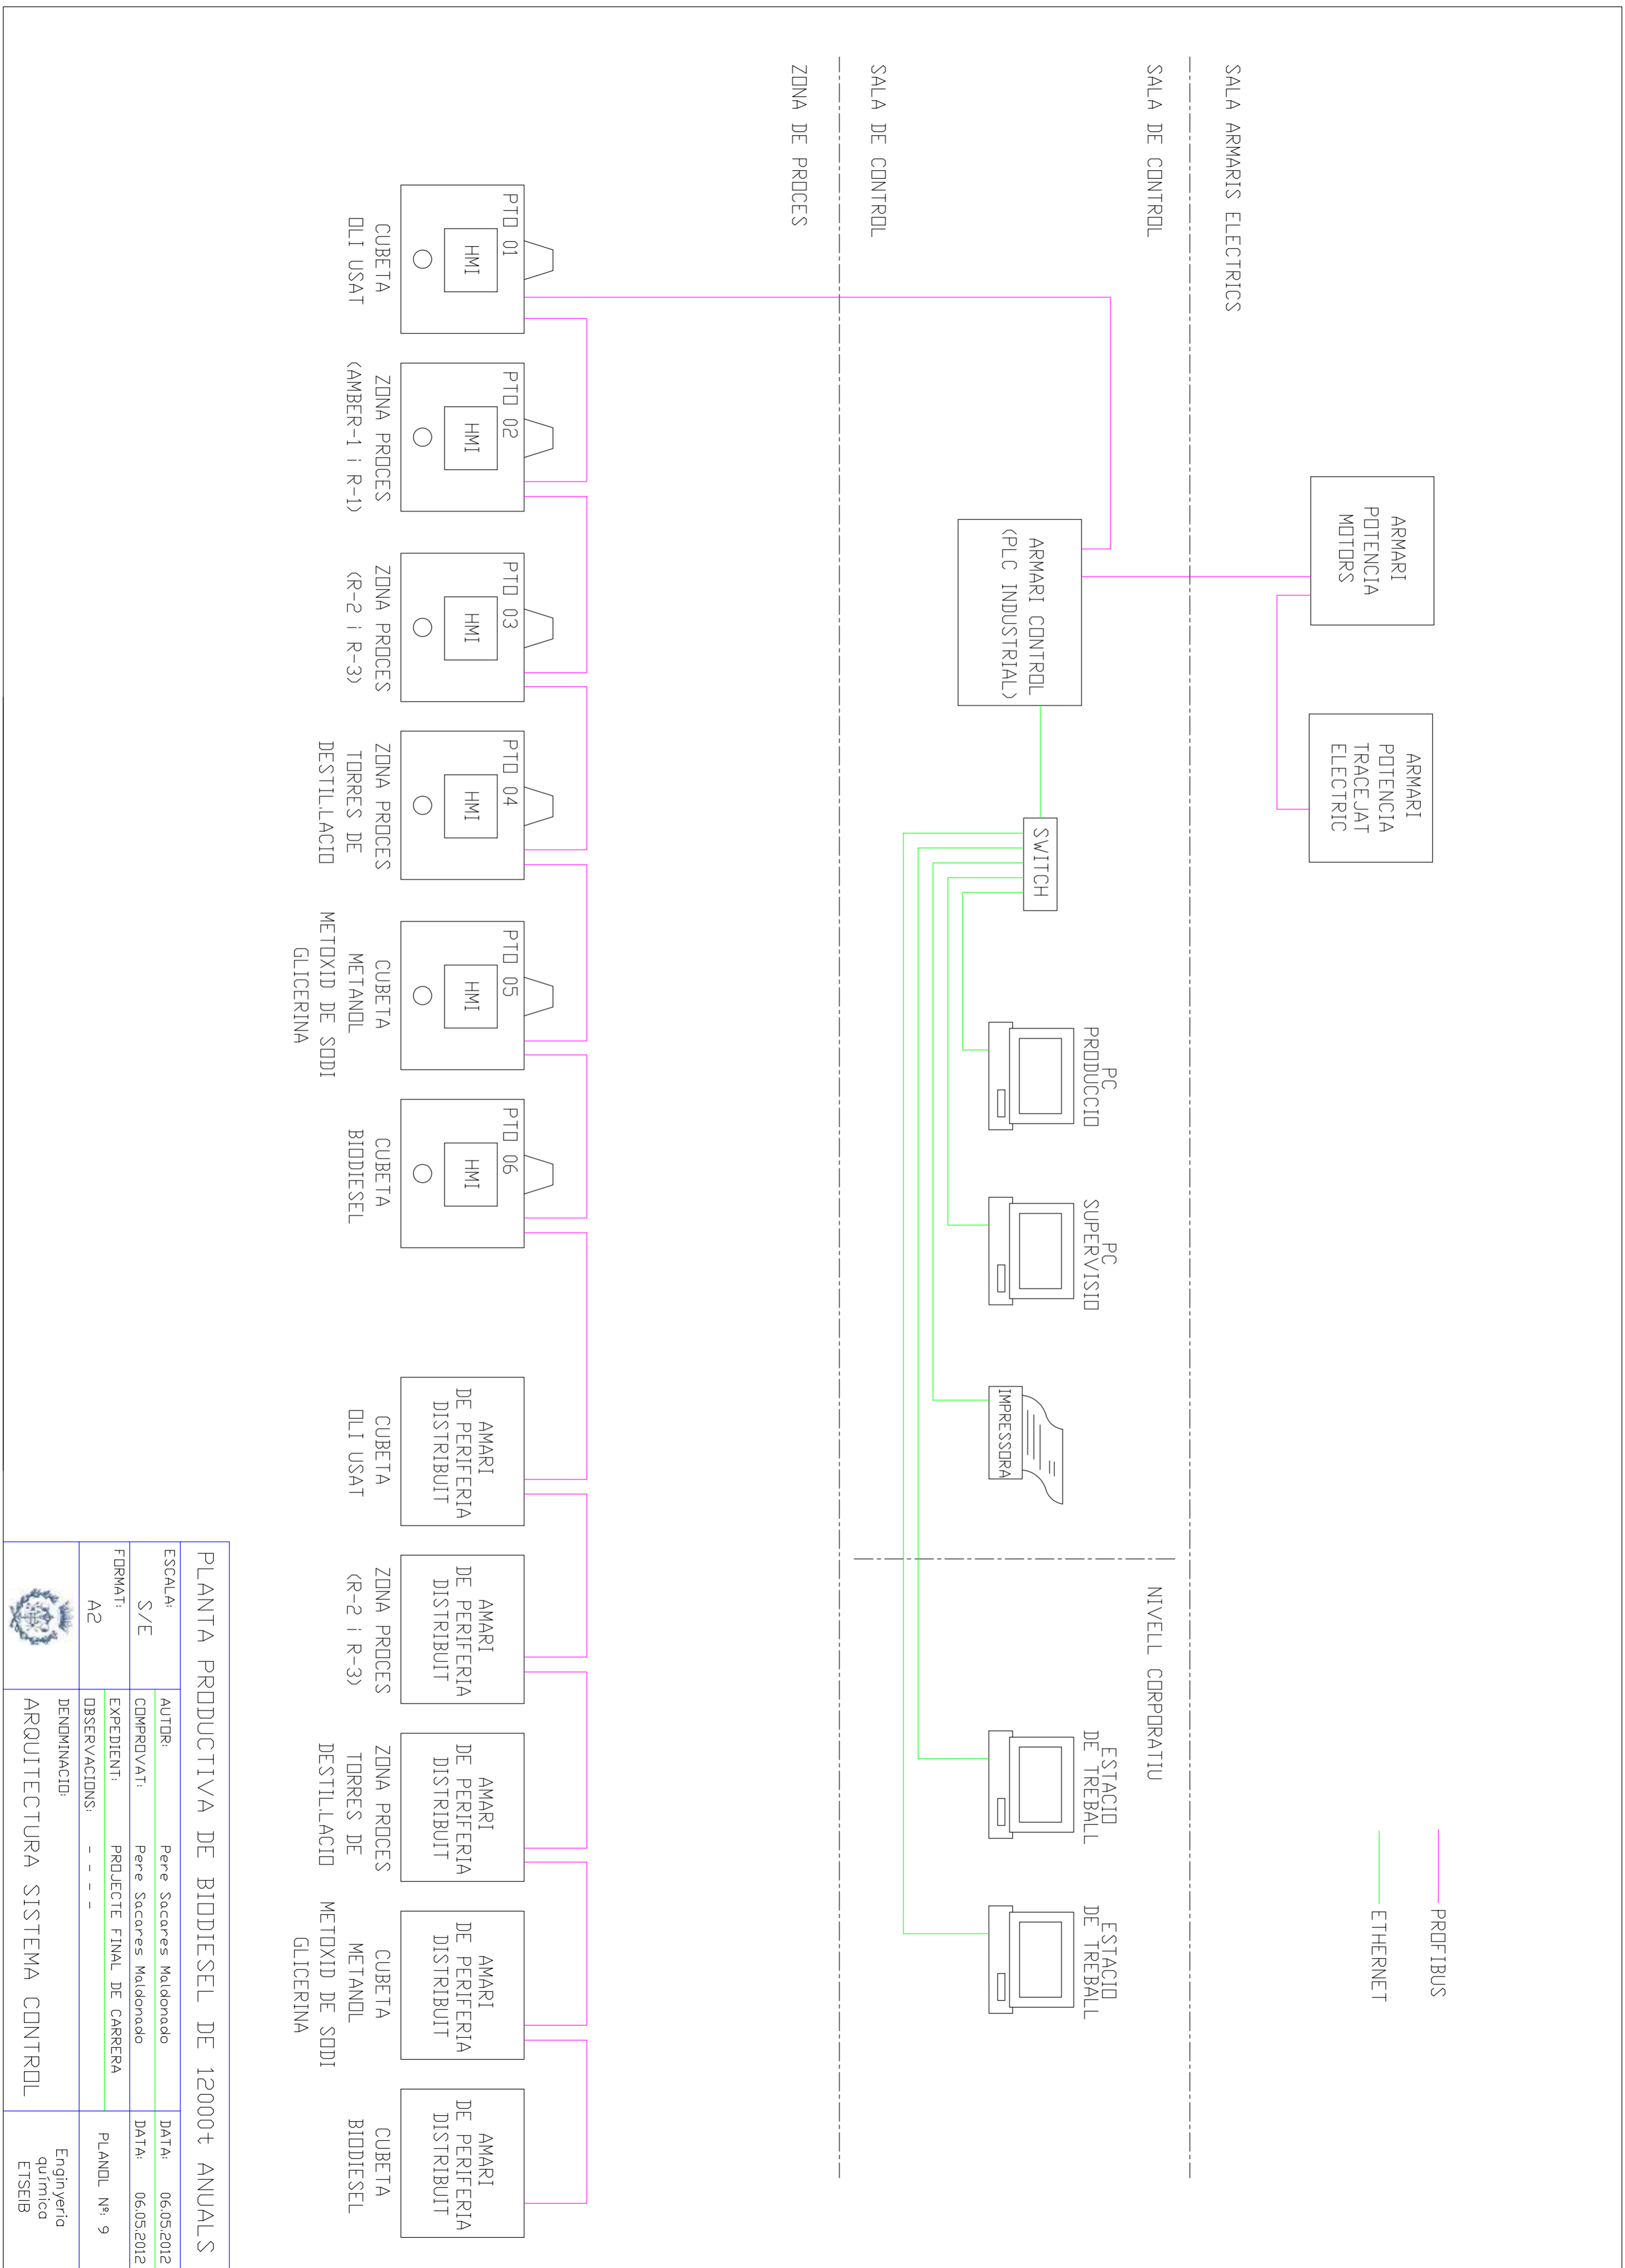 PROFIBUS
ETHERNET
ARMARI
POTENCIA
MOTORS
ARMARI
POTENCIA
TRACEJAT
ELECTRIC
SALA ARMARIS ELECTRICS
SALA DE CONTROL
NIVELL CORPORATIU
ARMARI CONTROL
(PLC INDUSTRIAL)
SWITCH
PC
PRODUCCIO
PC
SUPERVISIO
IMPRESSORA
ESTACIO
DE TREBALL
ESTACIO
DE TREBALL
SALA DE CONTROL
ZONA DE PROCES
PTO 01
HMI
CUBETA
OLI USAT
PTO 02
HMI
ZONA PROCES
(AMBER-1 i R-1)
PTO 03
HMI
ZONA PROCES
(R-2 i R-3)
PTO 04
HMI
ZONA PROCES
TORRES DE
DESTIL.LACIO
PTO 05
HMI
CUBETA
METANOL
METOXID DE SODI
GLICERINA
PTO 06
HMI
CUBETA
BIODIESEL
AMARI
DE PERIFERIA
DISTRIBUIT
CUBETA
OLI USAT
AMARI
DE PERIFERIA
DISTRIBUIT
ZONA PROCES
(R-2 i R-3)
AMARI
DE PERIFERIA
DISTRIBUIT
ZONA PROCES
TORRES DE
DESTIL.LACIO
AMARI
DE PERIFERIA
DISTRIBUIT
CUBETA
METANOL
METOXID DE SODI
GLICERINA
AMARI
DE PERIFERIA
DISTRIBUIT
CUBETA
BIODIESEL
PLANTA PRODUCTIVA DE BIODIESEL DE 12000t ANUALS
ESCALA:
S/E
AUTOR: Pere Sacares Maldonado
DATA: 06.05.2012
COMPROVAT: Pere Sacares Maldonado
DATA: 06.05.2012
FORMAT:
A2
EXPEDIENT: PROJECTE FINAL DE CARRERA
OBSERVACIONS: - - - -
PLANOL Nº: 9
DENOMINACIO:
ARQUITECTURA SISTEMA CONTROL
Enginyeria
química
ETSEIB